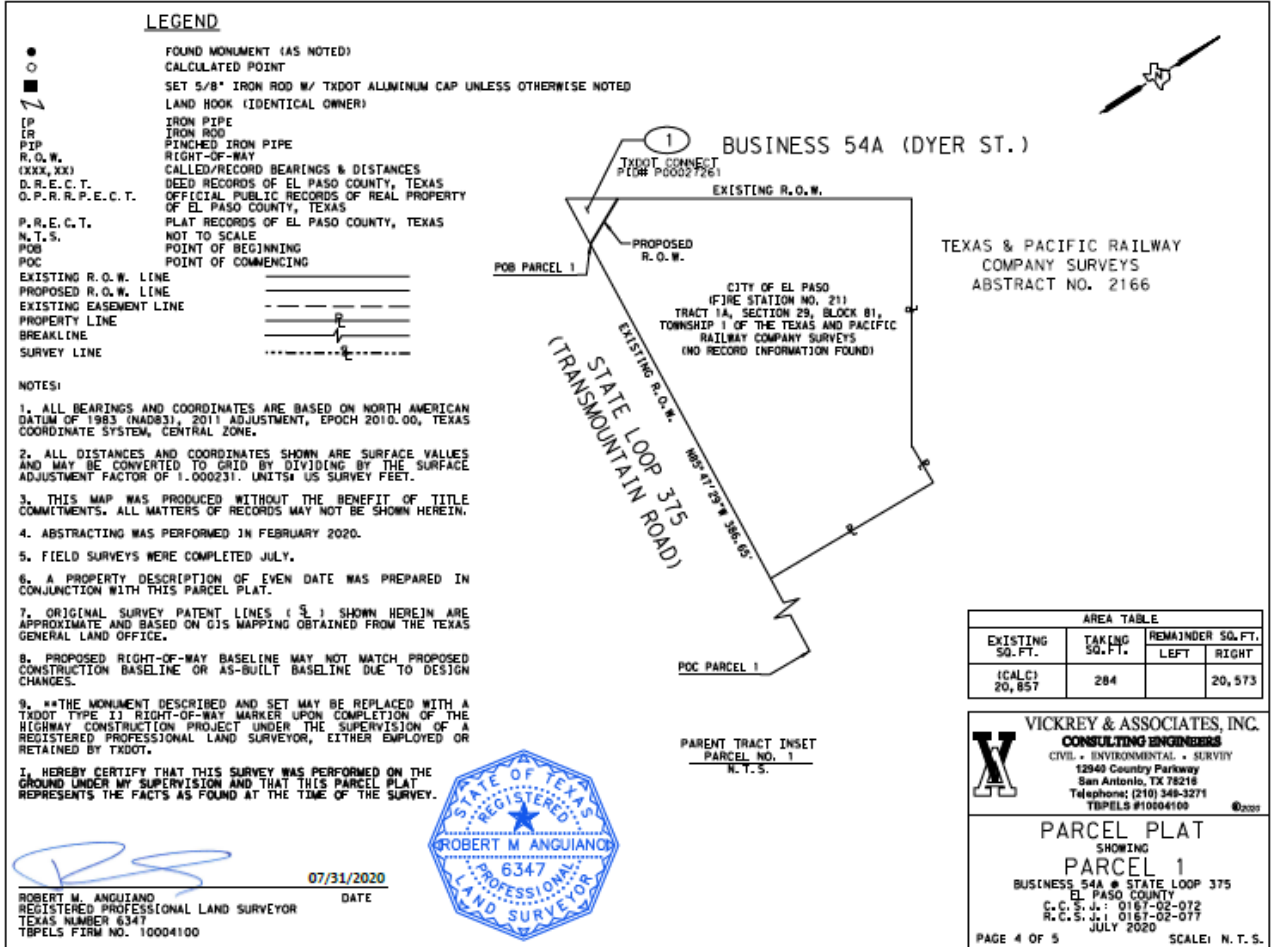 LEGEND
FOUND MONUMENT (AS NOTED)
CALCULATED POINT
SET 5/8" IRON ROD W/ TXDOT ALUMINUM CAP UNLESS OTHERWISE NOTED
LAND HOOK (IDENTICAL OWNER)
IP IRON PIPE
IR IRON ROD
PIP PINCHED IRON PIPE
R.O.W. RIGHT-OF-WAY
(XXX.XX) CALLED/RECORD BEARINGS & DISTANCES
D.R.E.C.T. DEED RECORDS OF EL PASO COUNTY, TEXAS
O.P.R.R.P.E.C.T. OFFICIAL PUBLIC RECORDS OF REAL PROPERTY
OF EL PASO COUNTY, TEXAS
P.R.E.C.T. PLAT RECORDS OF EL PASO COUNTY, TEXAS
N.T.S. NOT TO SCALE
POB POINT OF BEGINNING
POC POINT OF COMMENCING
EXISTING R.O.W. LINE
PROPOSED R.O.W. LINE
EXISTING EASEMENT LINE
PROPERTY LINE
BREAKLINE
SURVEY LINE
NOTES:
1. ALL BEARINGS AND COORDINATES ARE BASED ON NORTH AMERICAN
DATUM OF 1983 (NAD83), 2011 ADJUSTMENT, EPOCH 2010.00, TEXAS
COORDINATE SYSTEM, CENTRAL ZONE.
2. ALL DISTANCES AND COORDINATES SHOWN ARE SURFACE VALUES
AND MAY BE CONVERTED TO GRID BY DIVIDING BY THE SURFACE
ADJUSTMENT FACTOR OF 1.000231. UNITS: US SURVEY FEET.
3. THIS MAP WAS PRODUCED WITHOUT THE BENEFIT OF TITLE
COMMITMENTS. ALL MATTERS OF RECORDS MAY NOT BE SHOWN HEREIN.
4. ABSTRACTING WAS PERFORMED IN FEBRUARY 2020.
5. FIELD SURVEYS WERE COMPLETED JULY.
6. A PROPERTY DESCRIPTION OF EVEN DATE WAS PREPARED IN
CONJUNCTION WITH THIS PARCEL PLAT.
7. ORIGINAL SURVEY PATENT LINES ( SL ) SHOWN HEREIN ARE
APPROXIMATE AND BASED ON GIS MAPPING OBTAINED FROM THE TEXAS
GENERAL LAND OFFICE.
8. PROPOSED RIGHT-OF-WAY BASELINE MAY NOT MATCH PROPOSED
CONSTRUCTION BASELINE OR AS-BUILT BASELINE DUE TO DESIGN
CHANGES.
9. **THE MONUMENT DESCRIBED AND SET MAY BE REPLACED WITH A
TXDOT TYPE II RIGHT-OF-WAY MARKER UPON COMPLETION OF THE
HIGHWAY CONSTRUCTION PROJECT UNDER THE SUPERVISION OF A
REGISTERED PROFESSIONAL LAND SURVEYOR, EITHER EMPLOYED OR
RETAINED BY TXDOT.
I, HEREBY CERTIFY THAT THIS SURVEY WAS PERFORMED ON THE
GROUND UNDER MY SUPERVISION AND THAT THIS PARCEL PLAT
REPRESENTS THE FACTS AS FOUND AT THE TIME OF THE SURVEY.
07/31/2020
ROBERT M. ANGUIANO DATE
REGISTERED PROFESSIONAL LAND SURVEYOR
TEXAS NUMBER 6347
TBPELS FIRM NO. 10004100
STATE OF TEXAS
REGISTERED
ROBERT M ANGUIANO
6347
PROFESSIONAL
LAND SURVEYOR
N
1
TXDOT CONNECT
PID# P00027261
BUSINESS 54A (DYER ST.)
EXISTING R.O.W.
PROPOSED
R.O.W.
POB PARCEL 1
TEXAS & PACIFIC RAILWAY
COMPANY SURVEYS
ABSTRACT NO. 2166
CITY OF EL PASO
(FIRE STATION NO. 21)
TRACT 1A, SECTION 29, BLOCK 81,
TOWNSHIP 1 OF THE TEXAS AND PACIFIC
RAILWAY COMPANY SURVEYS
(NO RECORD INFORMATION FOUND)
EXISTING R.O.W.
N85°47'29"W 386.65'
STATE LOOP 375
(TRANSMOUNTAIN ROAD)
PL
PL
PL
POC PARCEL 1
PARENT TRACT INSET
PARCEL NO. 1
N.T.S.
AREA TABLE
EXISTING SQ.FT. TAKING SQ.FT. REMAINDER SQ.FT.
LEFT RIGHT
(CALC) 20,857 284 20,573
VICKREY & ASSOCIATES, INC.
CONSULTING ENGINEERS
CIVIL • ENVIRONMENTAL • SURVEY
12940 Country Parkway
San Antonio, TX 78216
Telephone: (210) 349-3271
TBPELS #10004100 ©2020
PARCEL PLAT
SHOWING
PARCEL 1
BUSINESS 54A @ STATE LOOP 375
EL PASO COUNTY
C.C.S.J.: 0167-02-072
R.C.S.J.: 0167-02-077
JULY 2020
PAGE 4 OF 5 SCALE: N.T.S.